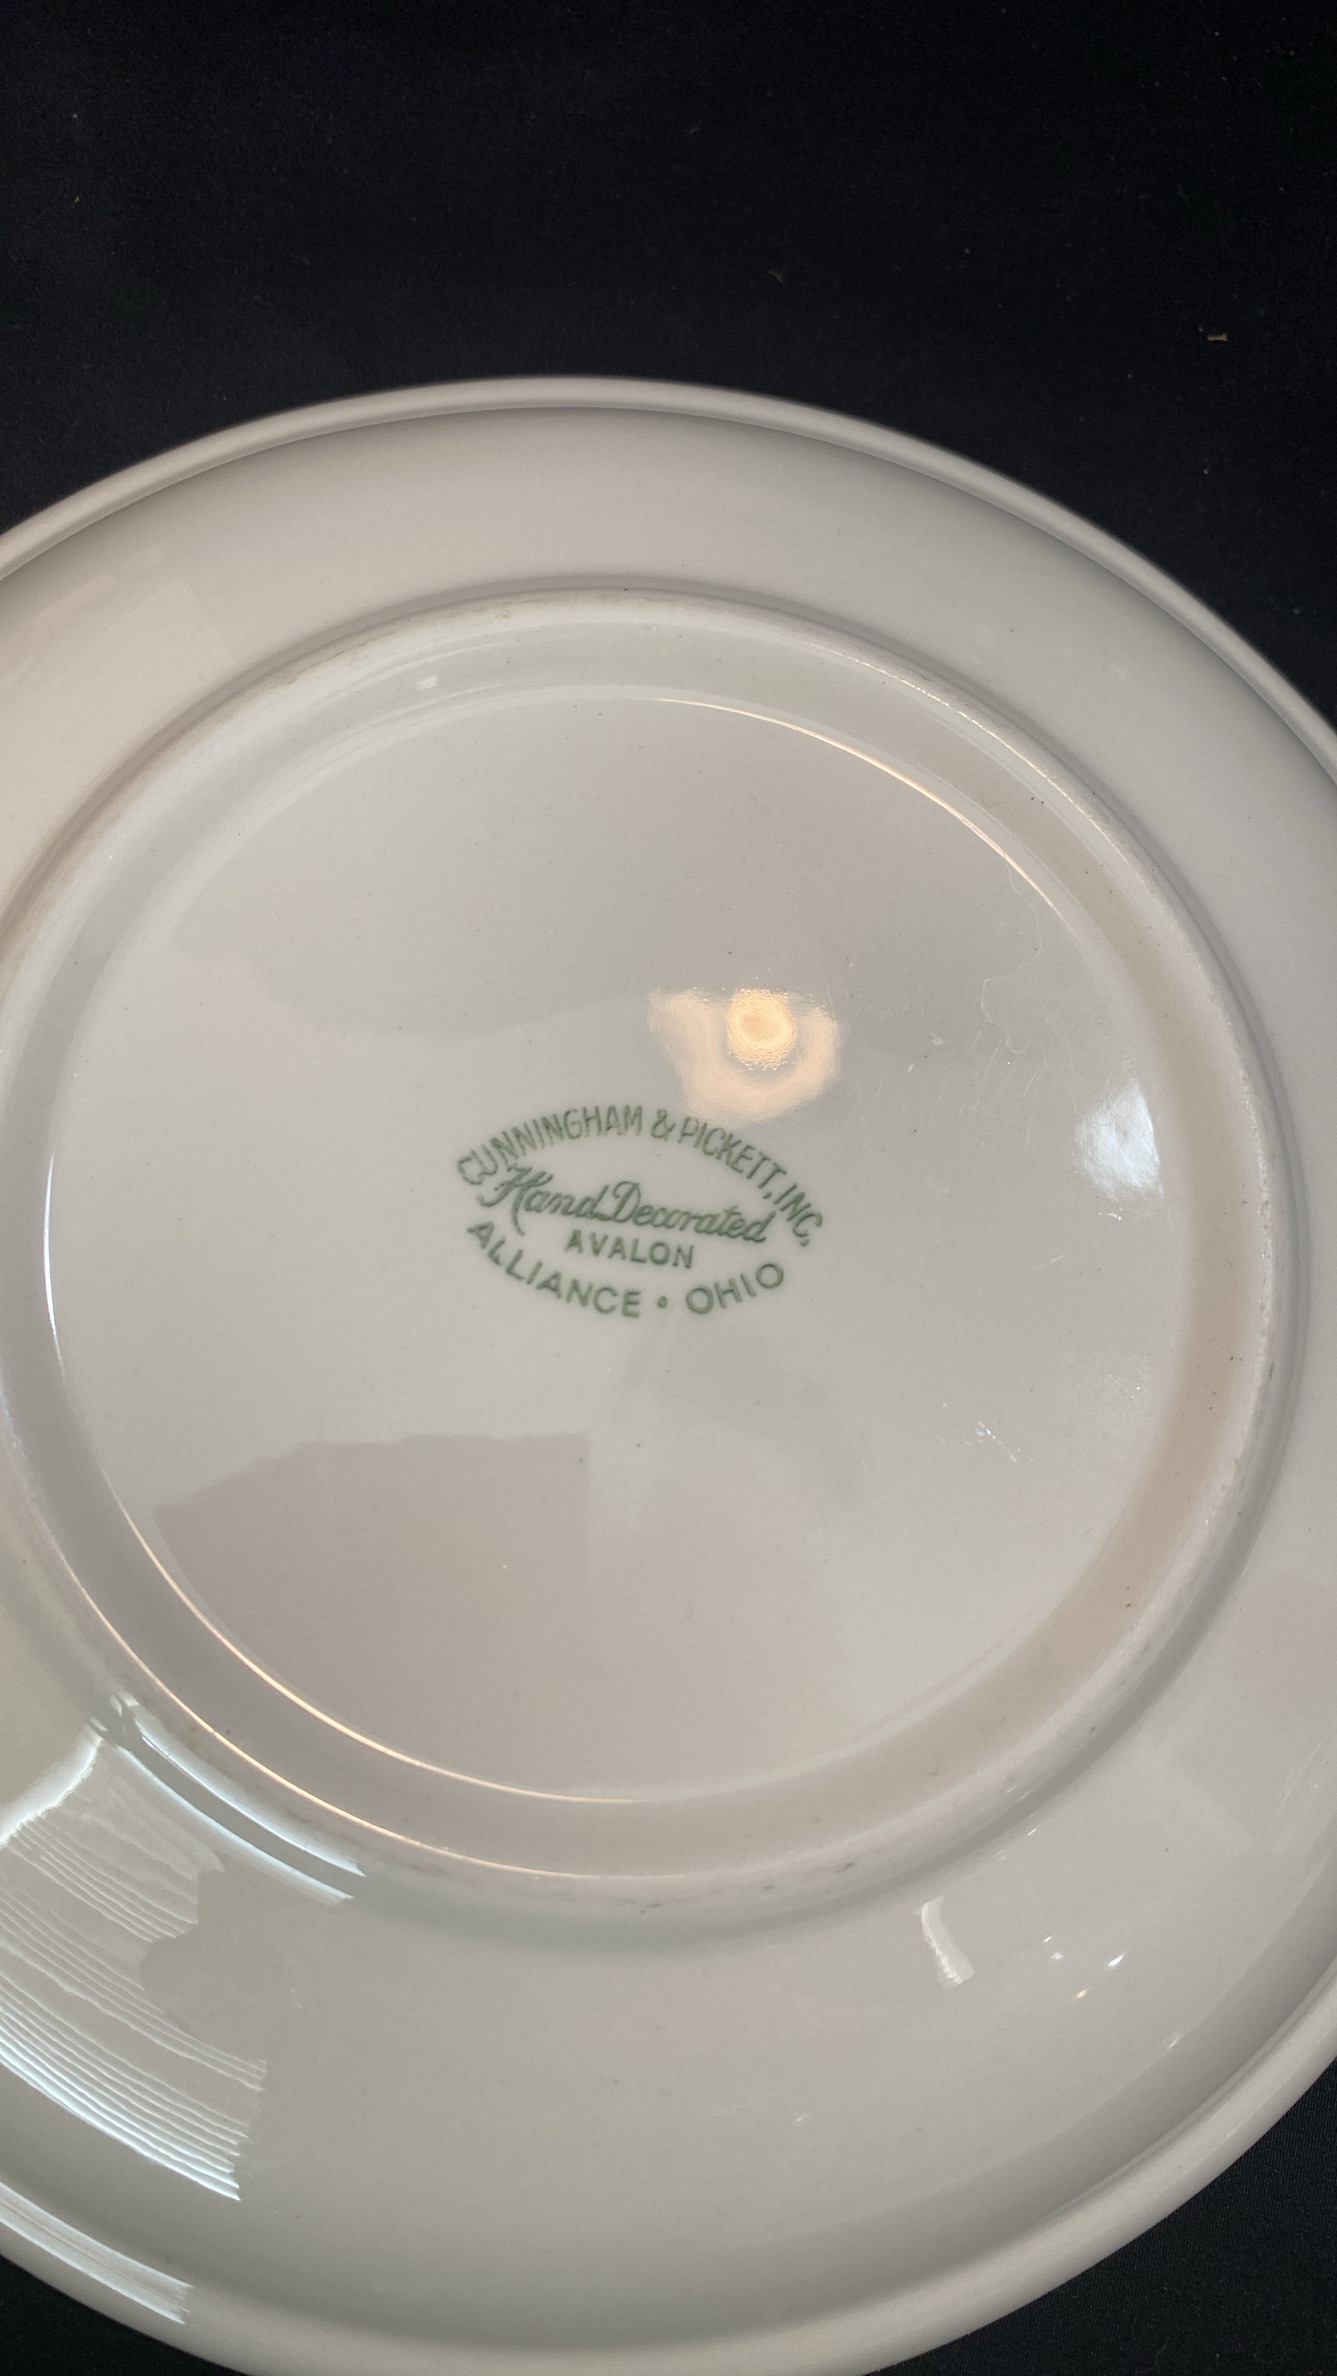 CUNNINGHAM & PICKETT, INC.
Hand Decorated
AVALON
ALLIANCE • OHIO